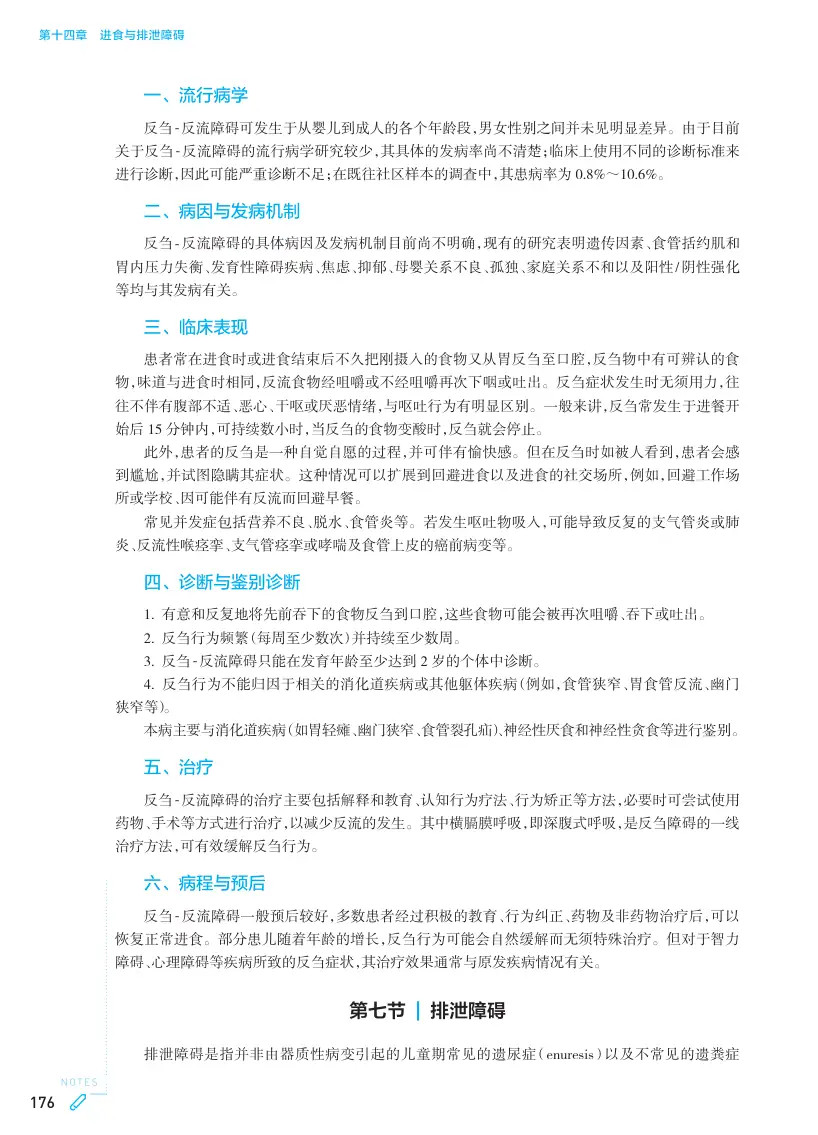 第十四章 进食与排泄障碍
一、流行病学
反刍-反流障碍可发生于从婴儿到成人的各个年龄段,男女性别之间并未见明显差异。由于目前
关于反刍-反流障碍的流行病学研究较少,其具体的发病率尚不清楚;临床上使用不同的诊断标准来
进行诊断,因此可能严重诊断不足;在既往社区样本的调查中,其患病率为 0.8%～10.6%。
二、病因与发病机制
反刍-反流障碍的具体病因及发病机制目前尚不明确,现有的研究表明遗传因素、食管括约肌和
胃内压力失衡、发育性障碍疾病、焦虑、抑郁、母婴关系不良、孤独、家庭关系不和以及阳性/阴性强化
等均与其发病有关。
三、临床表现
患者常在进食时或进食结束后不久把刚摄入的食物又从胃反刍至口腔,反刍物中有可辨认的食
物,味道与进食时相同,反流食物经咀嚼或不经咀嚼再次下咽或吐出。反刍症状发生时无须用力,往
往不伴有腹部不适、恶心、干呕或厌恶情绪,与呕吐行为有明显区别。一般来讲,反刍常发生于进餐开
始后 15 分钟内,可持续数小时,当反刍的食物变酸时,反刍就会停止。
此外,患者的反刍是一种自觉自愿的过程,并可伴有愉快感。但在反刍时如被人看到,患者会感
到尴尬,并试图隐瞒其症状。这种情况可以扩展到回避进食以及进食的社交场所,例如,回避工作场
所或学校、因可能伴有反流而回避早餐。
常见并发症包括营养不良、脱水、食管炎等。若发生呕吐物吸入,可能导致反复的支气管炎或肺
炎、反流性喉痉挛、支气管痉挛或哮喘及食管上皮的癌前病变等。
四、诊断与鉴别诊断
1. 有意和反复地将先前吞下的食物反刍到口腔,这些食物可能会被再次咀嚼、吞下或吐出。
2. 反刍行为频繁(每周至少数次)并持续至少数周。
3. 反刍-反流障碍只能在发育年龄至少达到 2 岁的个体中诊断。
4. 反刍行为不能归因于相关的消化道疾病或其他躯体疾病(例如,食管狭窄、胃食管反流、幽门
狭窄等)。
本病主要与消化道疾病(如胃轻瘫、幽门狭窄、食管裂孔疝)、神经性厌食和神经性贪食等进行鉴别。
五、治疗
反刍-反流障碍的治疗主要包括解释和教育、认知行为疗法、行为矫正等方法,必要时可尝试使用
药物、手术等方式进行治疗,以减少反流的发生。其中横膈膜呼吸,即深腹式呼吸,是反刍障碍的一线
治疗方法,可有效缓解反刍行为。
六、病程与预后
反刍-反流障碍一般预后较好,多数患者经过积极的教育、行为纠正、药物及非药物治疗后,可以
恢复正常进食。部分患儿随着年龄的增长,反刍行为可能会自然缓解而无须特殊治疗。但对于智力
障碍、心理障碍等疾病所致的反刍症状,其治疗效果通常与原发疾病情况有关。
第七节 | 排泄障碍
排泄障碍是指并非由器质性病变引起的儿童期常见的遗尿症(enuresis)以及不常见的遗粪症
NOTES
176